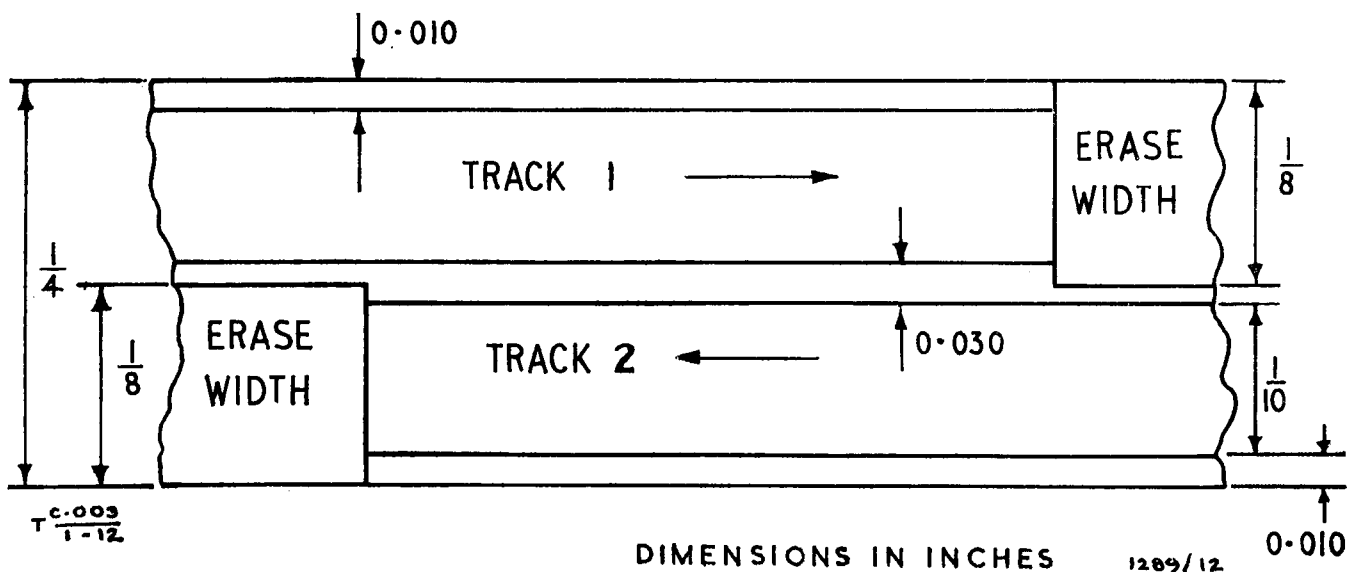 0·010
TRACK 1
ERASE
WIDTH
1/8
1/4
1/8
ERASE
WIDTH
TRACK 2
0·030
1/10
0·010
DIMENSIONS IN INCHES
1289/12